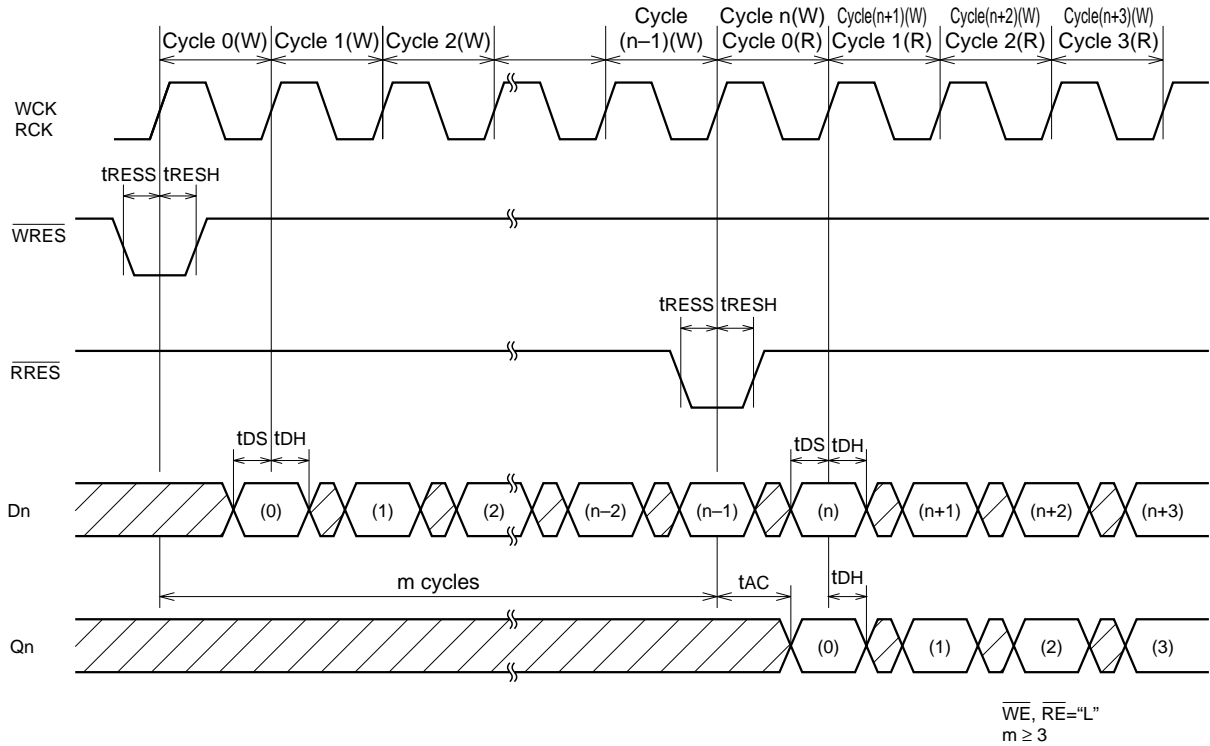 Cycle Cycle n(W) Cycle(n+1)(W) Cycle(n+2)(W) Cycle(n+3)(W)
Cycle 0(W) Cycle 1(W) Cycle 2(W) (n–1)(W) Cycle 0(R) Cycle 1(R) Cycle 2(R) Cycle 3(R)
WCK
RCK
tRESS tRESH
WRES
tRESS tRESH
RRES
tDS tDH tDS tDH
Dn (0) (1) (2) (n–2) (n–1) (n) (n+1) (n+2) (n+3)
m cycles tAC tDH
Qn (0) (1) (2) (3)
WE, RE=“L”
m ≥ 3